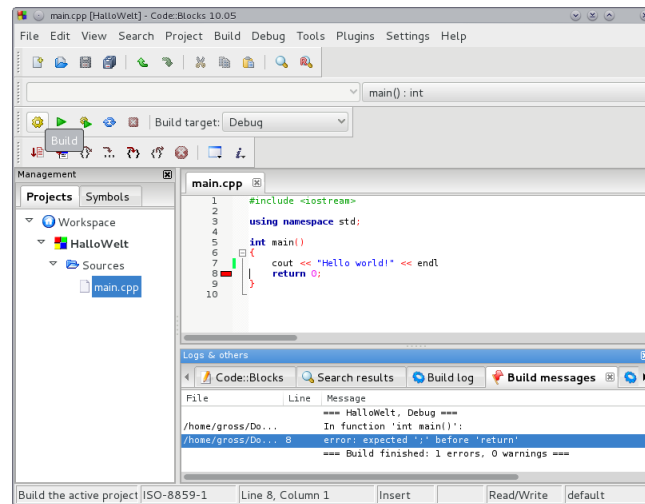 main.cpp [HalloWelt] - Code::Blocks 10.05
File Edit View Search Project Build Debug Tools Plugins Settings Help
main() : int
Build target: Debug
Build
Management
Projects Symbols
Workspace
HalloWelt
Sources
main.cpp
main.cpp
1 #include <iostream>
2
3 using namespace std;
4
5 int main()
6 {
7 cout << "Hello world!" << endl
8 return 0;
9 }
10
Logs & others
Code::Blocks Search results Build log Build messages
File Line Message
=== HalloWelt, Debug ===
/home/gross/Do... In function 'int main()':
/home/gross/Do... 8 error: expected ';' before 'return'
=== Build finished: 1 errors, 0 warnings ===
Build the active project ISO-8859-1 Line 8, Column 1 Insert Read/Write default